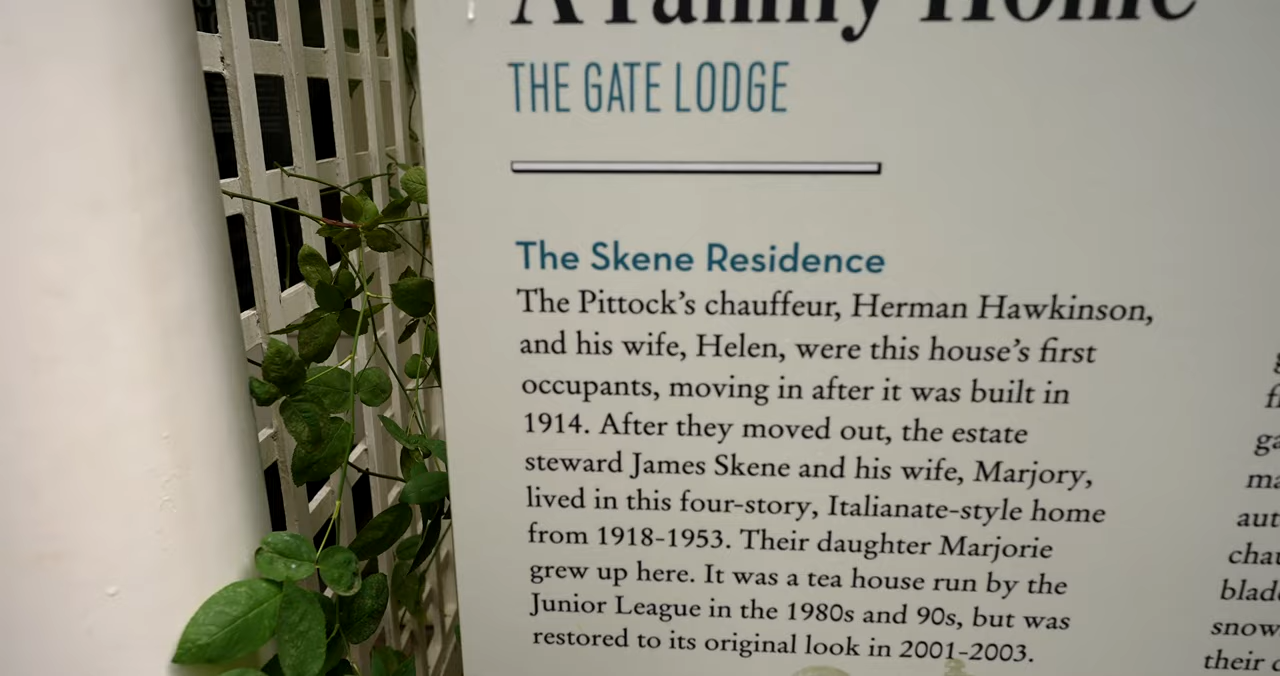 A Family Home
THE GATE LODGE
The Skene Residence
The Pittock's chauffeur, Herman Hawkinson,
and his wife, Helen, were this house's first
occupants, moving in after it was built in
1914. After they moved out, the estate
steward James Skene and his wife, Marjory,
lived in this four-story, Italianate-style home
from 1918-1953. Their daughter Marjorie
grew up here. It was a tea house run by the
Junior League in the 1980s and 90s, but was
restored to its original look in 2001-2003.